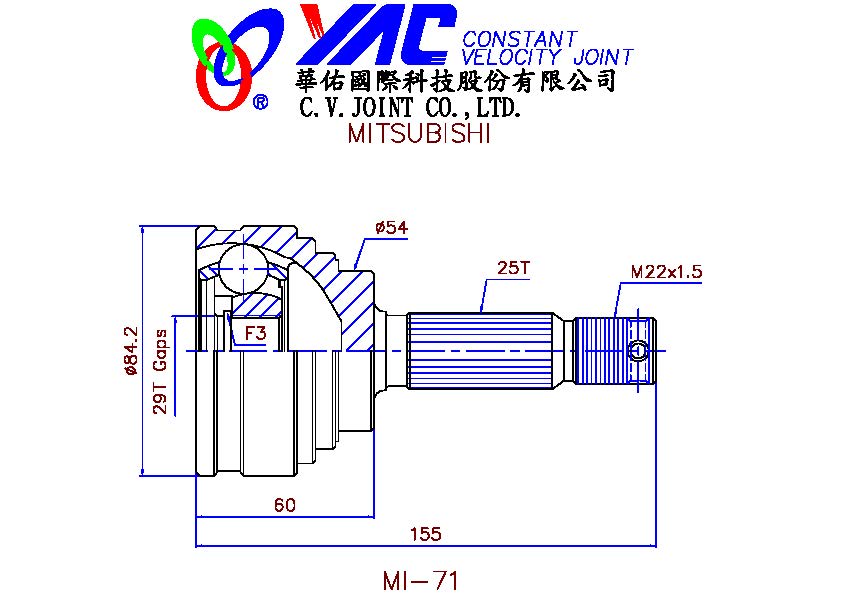 YAC CONSTANT
VELOCITY JOINT
®
華佑國際科技股份有限公司
C.V.JOINT CO.,LTD.
MITSUBISHI
ø54
25T
M22x1.5
F3
ø84.2
29T Gaps
60
155
MI-71